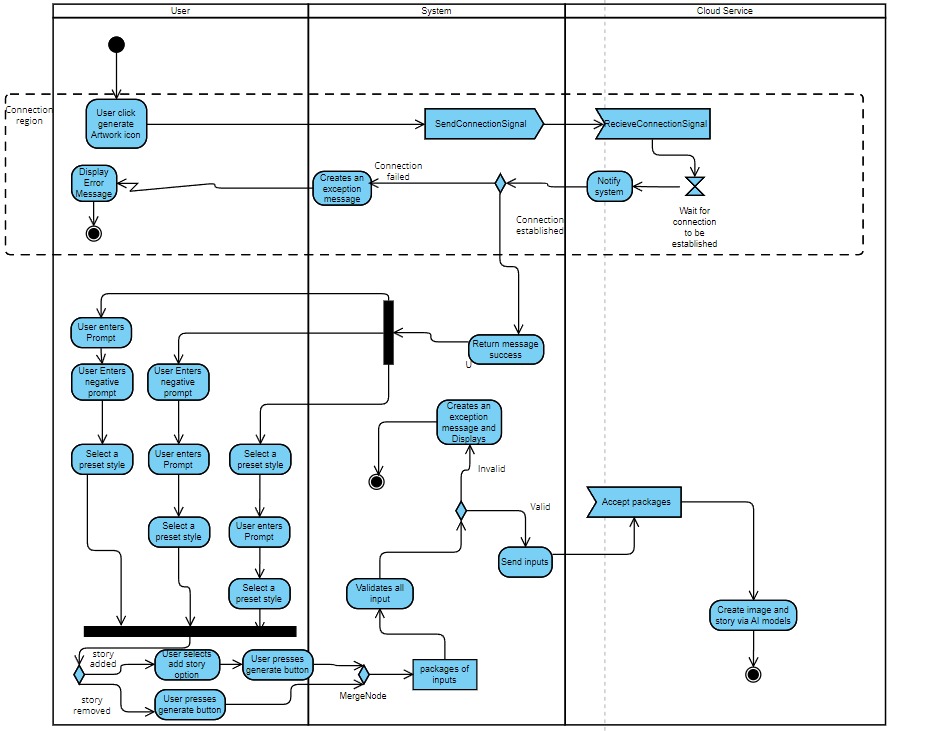 User
System
Cloud Service
Connection
region
User click
generate
Artwork icon
SendConnectionSignal
RecieveConnectionSignal
Display
Error
Message
Creates an
exception
message
Connection
failed
Notify
system
Wait for
connection
to be
established
Connection
established
User enters
Prompt
Return message
success
U
User Enters
negative
prompt
User Enters
negative
prompt
Creates an
exception
message and
Displays
Select a
preset style
User enters
Prompt
Select a
preset style
Invalid
Valid
Accept packages
Select a
preset style
User enters
Prompt
Send inputs
Select a
preset style
Validates all
input
Create image and
story via AI models
story
added
User selects
add story
option
User presses
generate button
packages of
inputs
MergeNode
story
removed
User presses
generate button